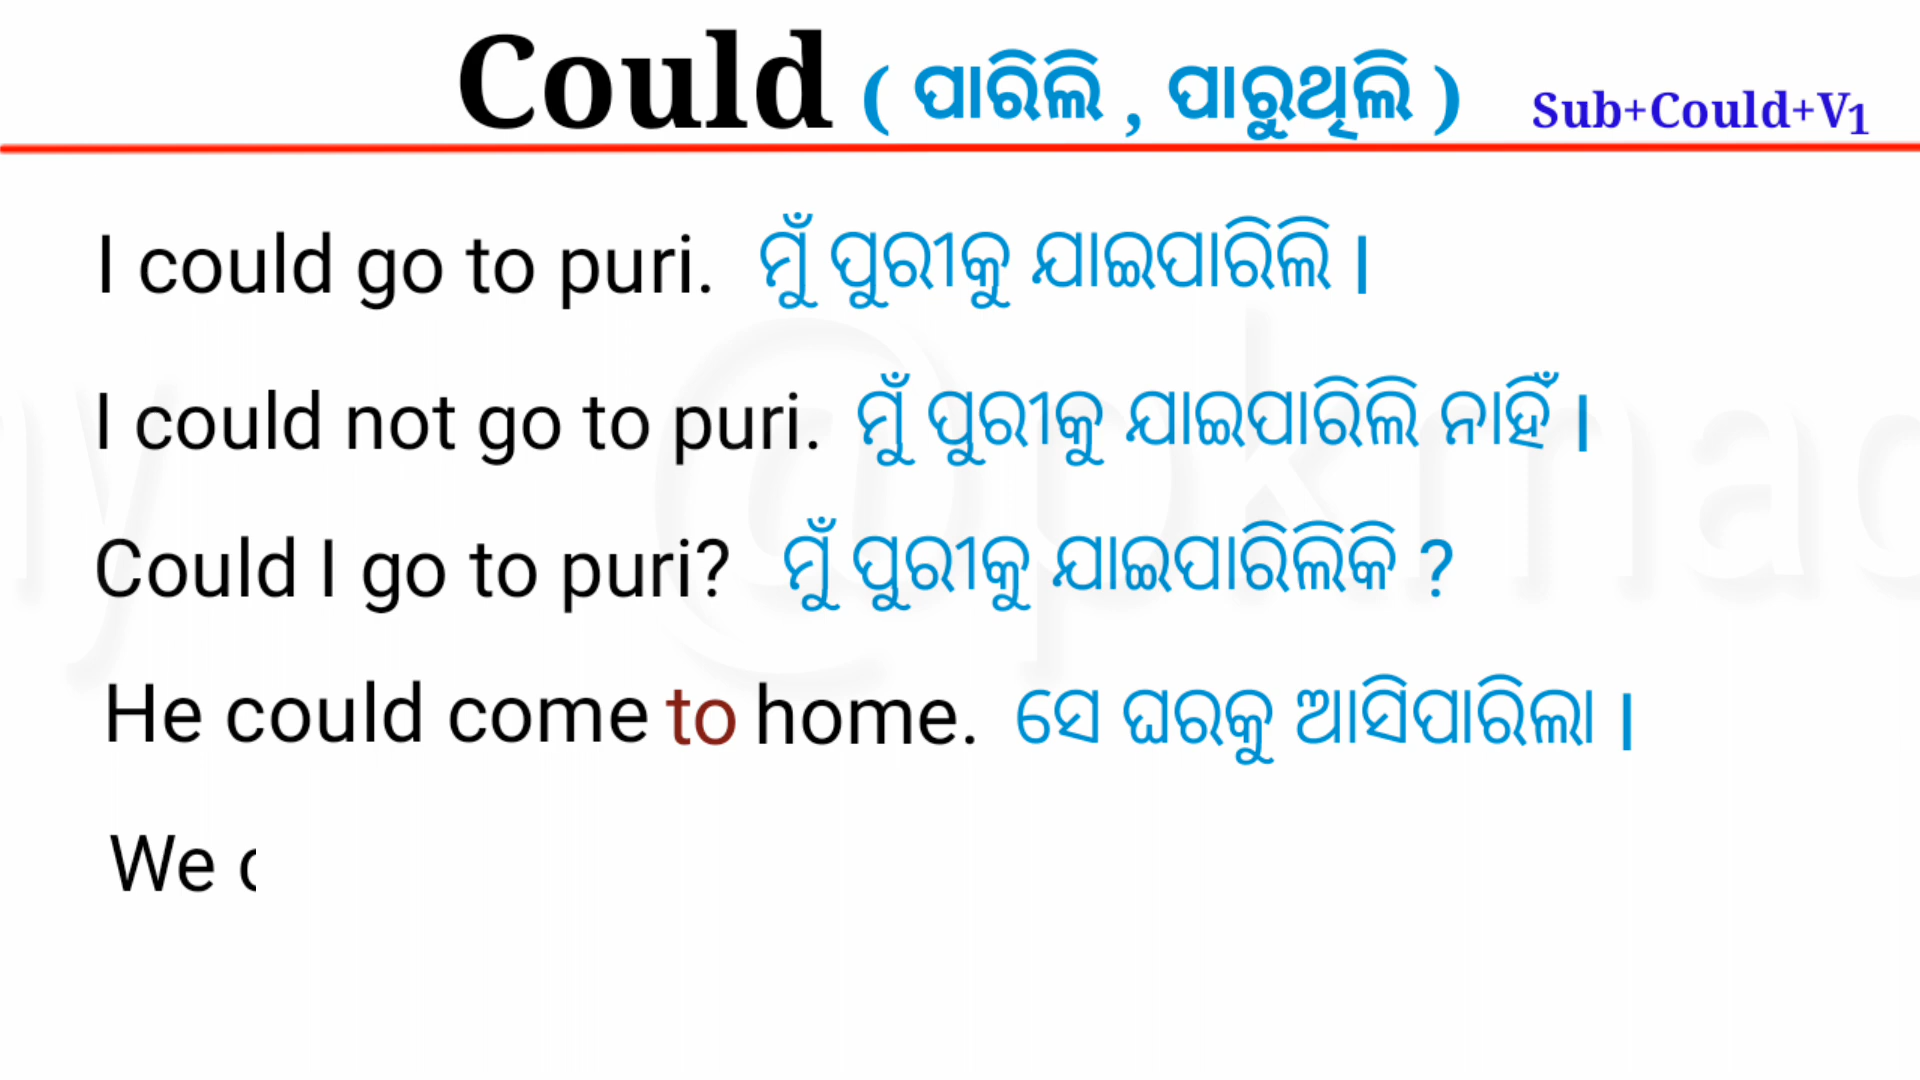 Could ( ପାରିଲି , ପାରୁଥିଲି ) Sub+Could+V₁
I could go to puri. ମୁଁ ପୁରୀକୁ ଯାଇପାରିଲି |
I could not go to puri. ମୁଁ ପୁରୀକୁ ଯାଇପାରିଲି ନାହିଁ |
Could I go to puri? ମୁଁ ପୁରୀକୁ ଯାଇପାରିଲିକି ?
He could come to home. ସେ ଘରକୁ ଆସିପାରିଲା |
We